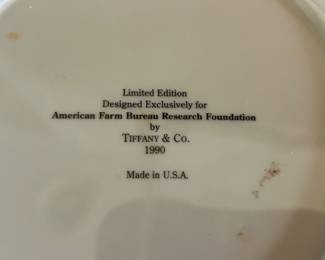 Limited Edition
Designed Exclusively for
American Farm Bureau Research Foundation
by
TIFFANY & CO.
1990
Made in U.S.A.